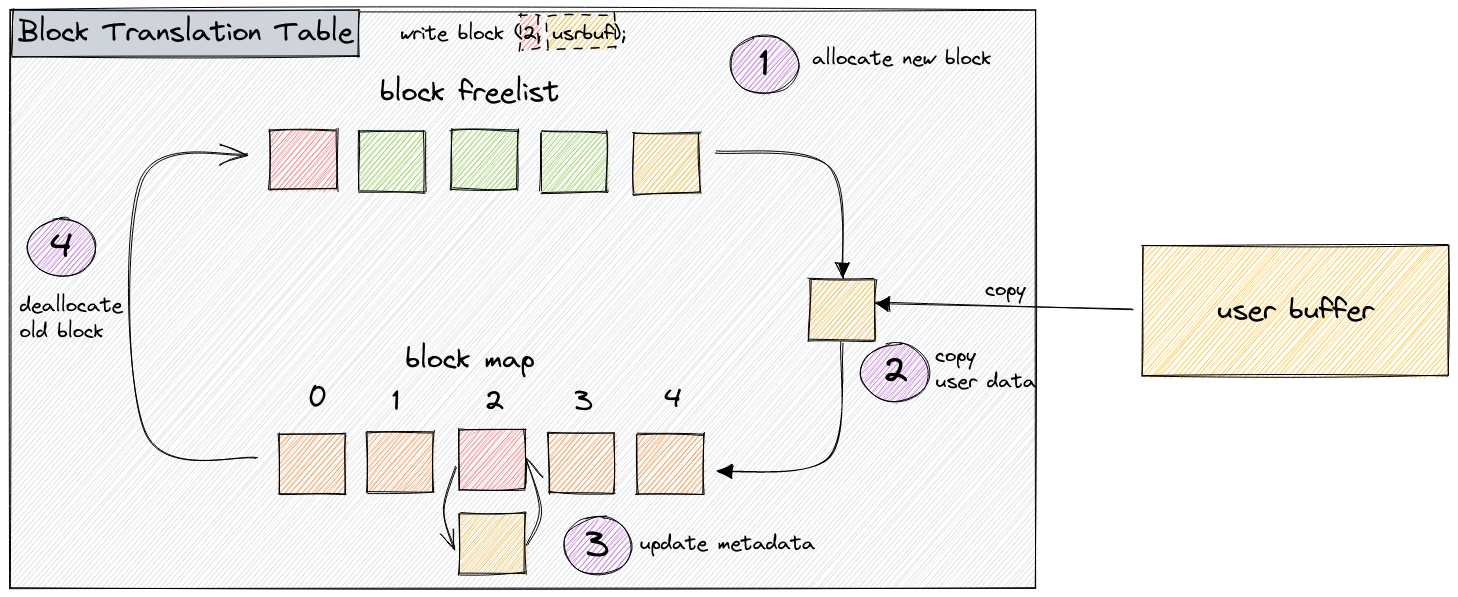 Block Translation Table
write block (2, usrbuf);
1
allocate new block
block freelist
4
deallocate
old block
copy
user buffer
2
copy
user data
block map
0 1 2 3 4
3
update metadata